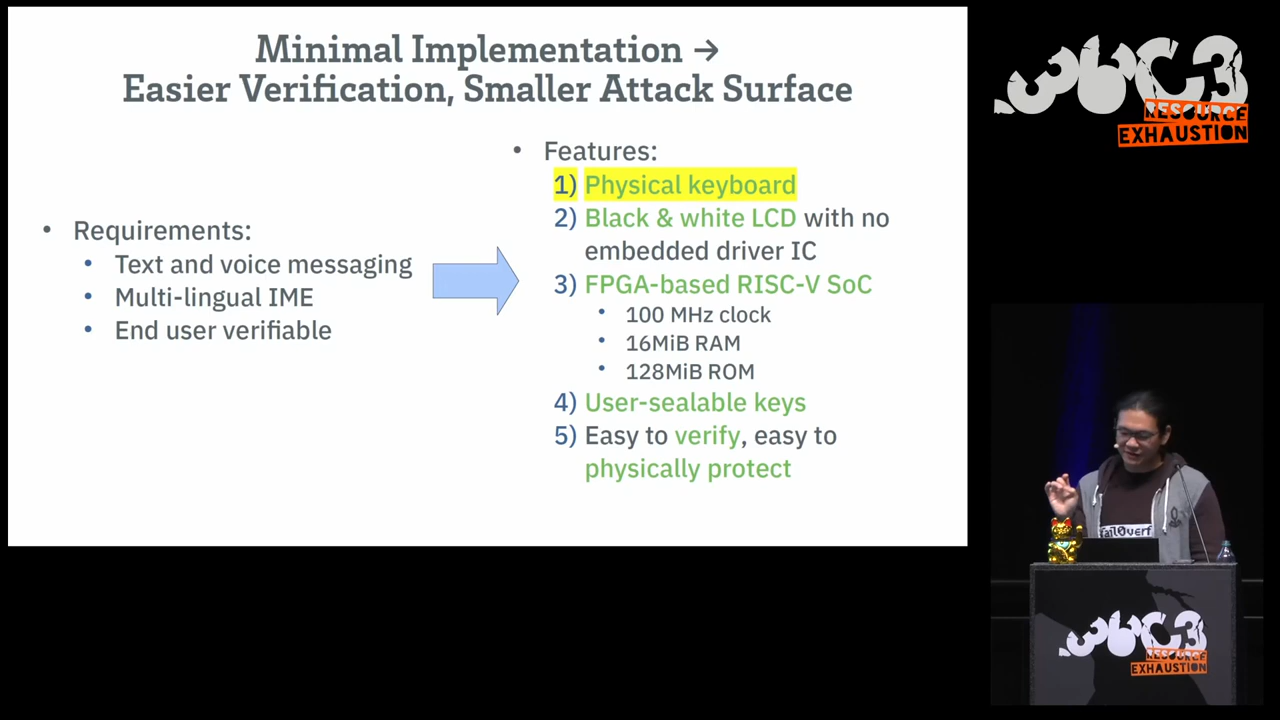 Minimal Implementation →
Easier Verification, Smaller Attack Surface
• Requirements:
• Text and voice messaging
• Multi-lingual IME
• End user verifiable
• Features:
1) Physical keyboard
2) Black & white LCD with no
embedded driver IC
3) FPGA-based RISC-V SoC
• 100 MHz clock
• 16MiB RAM
• 128MiB ROM
4) User-sealable keys
5) Easy to verify, easy to
physically protect
36C3
RESOURCE
EXHAUSTION
fail0verf
36C3
RESOURCE
EXHAUSTION